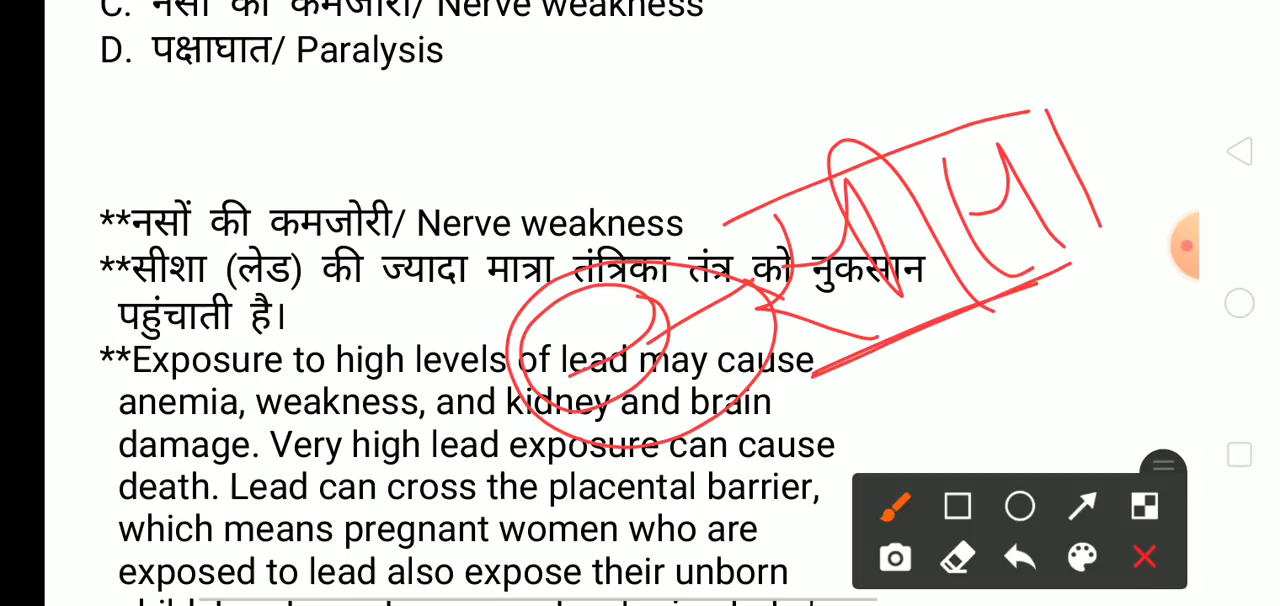 C. नसों की कमजोरी/ Nerve weakness
D. पक्षाघात/ Paralysis
**नसों की कमजोरी/ Nerve weakness
**सीशा (लेड) की ज्यादा मात्रा तंत्रिका तंत्र को नुकसान
पहुंचाती है।
**Exposure to high levels of lead may cause
anemia, weakness, and kidney and brain
damage. Very high lead exposure can cause
death. Lead can cross the placental barrier,
which means pregnant women who are
exposed to lead also expose their unborn